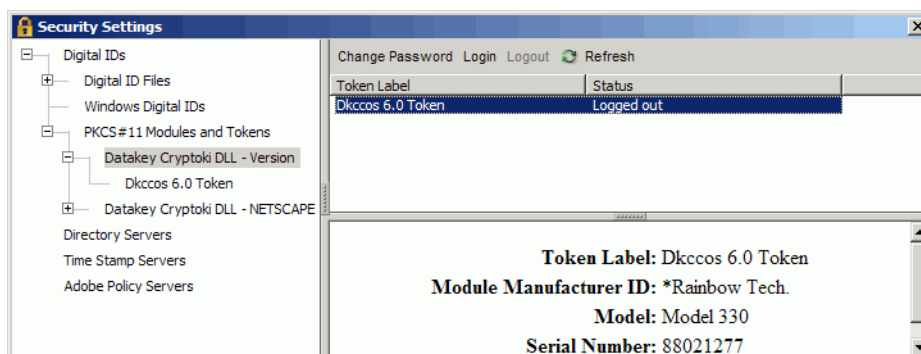 Security Settings
Digital IDs
Digital ID Files
Windows Digital IDs
PKCS#11 Modules and Tokens
Datakey Cryptoki DLL - Version
Dkccos 6.0 Token
Datakey Cryptoki DLL - NETSCAPE
Directory Servers
Time Stamp Servers
Adobe Policy Servers
Change Password Login Logout Refresh
Token Label Status
Dkccos 6.0 Token Logged out
Token Label: Dkccos 6.0 Token
Module Manufacturer ID: *Rainbow Tech.
Model: Model 330
Serial Number: 88021277